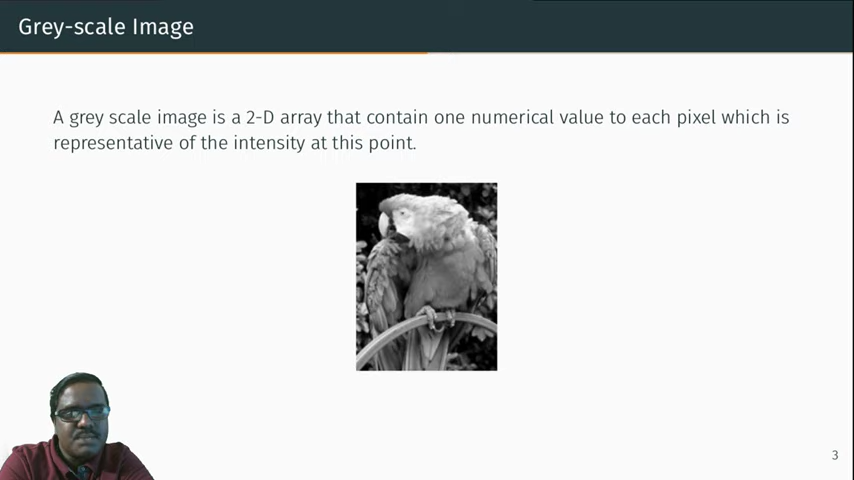 Grey-scale Image
A grey scale image is a 2-D array that contain one numerical value to each pixel which is
representative of the intensity at this point.
3